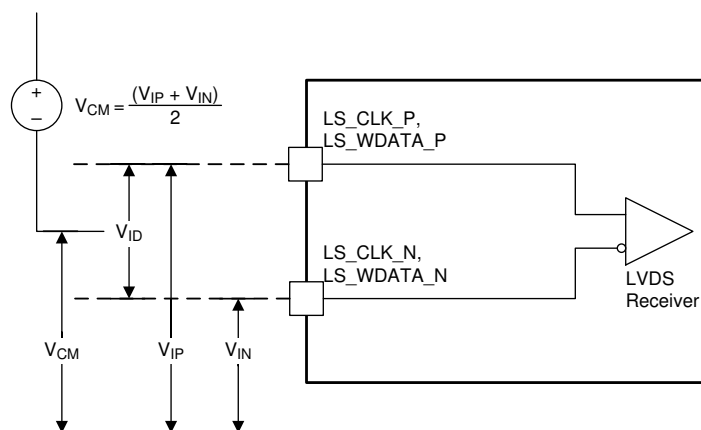 +
−
V_CM = (V_IP + V_IN)
2
LS_CLK_P,
LS_WDATA_P
V_ID
LS_CLK_N,
LS_WDATA_N
LVDS
Receiver
V_CM
V_IP
V_IN